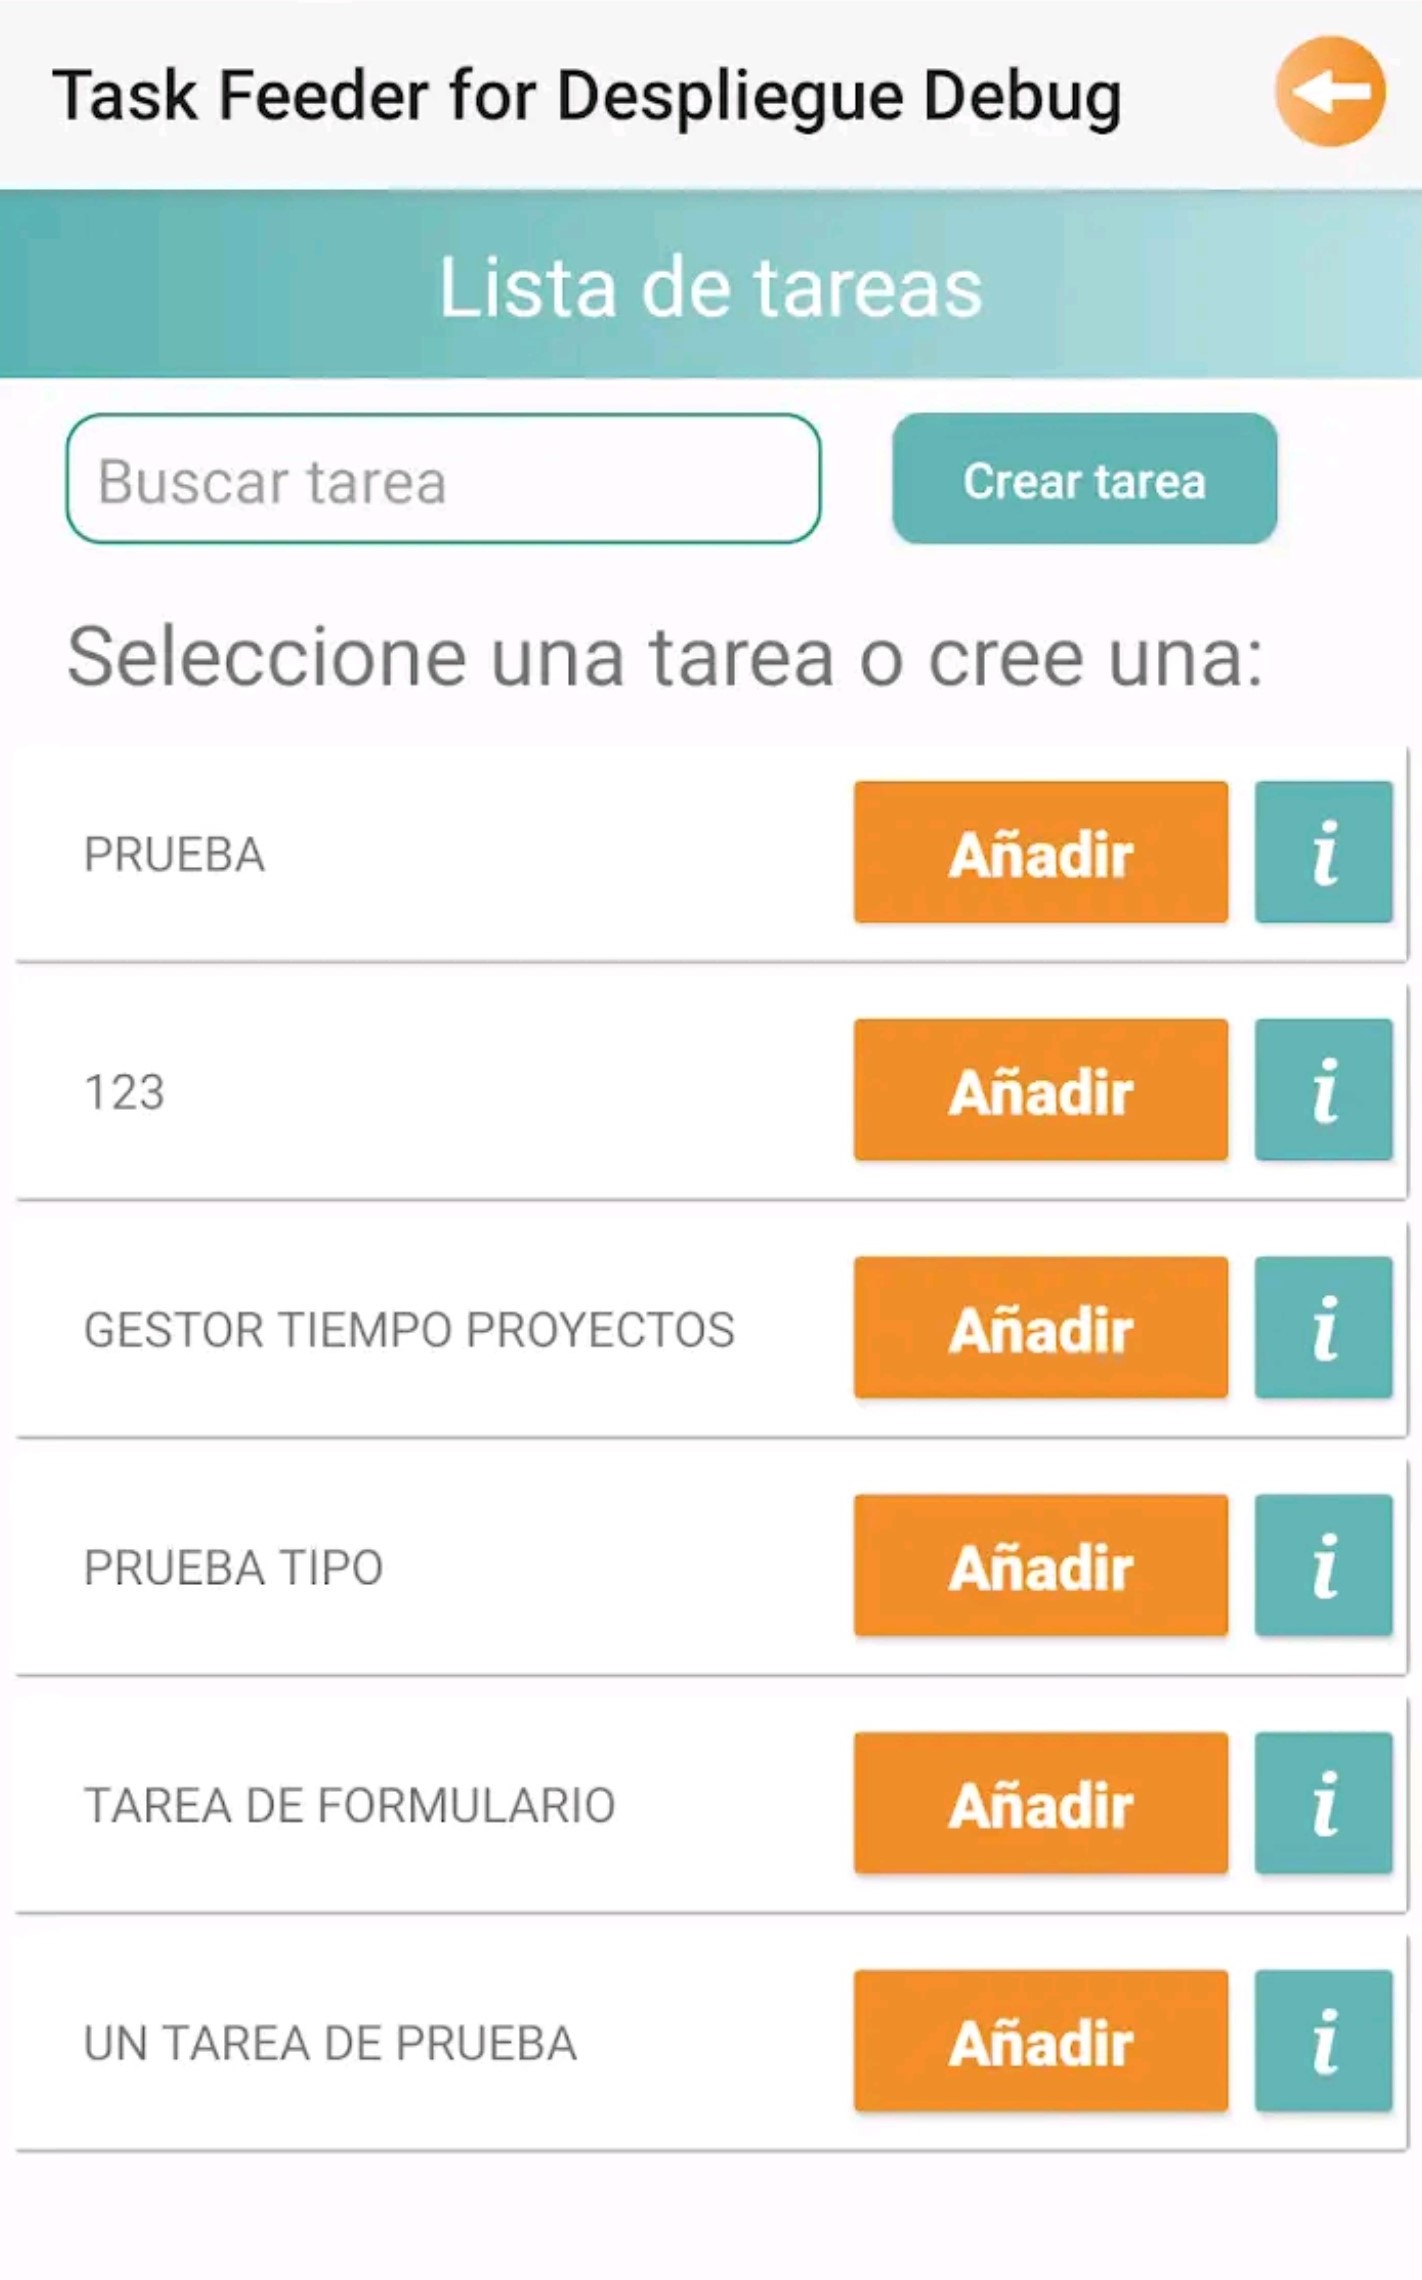 Task Feeder for Despliegue Debug
Lista de tareas
Buscar tarea
Crear tarea
Seleccione una tarea o cree una:
PRUEBA Añadir i
123 Añadir i
GESTOR TIEMPO PROYECTOS Añadir i
PRUEBA TIPO Añadir i
TAREA DE FORMULARIO Añadir i
UN TAREA DE PRUEBA Añadir i